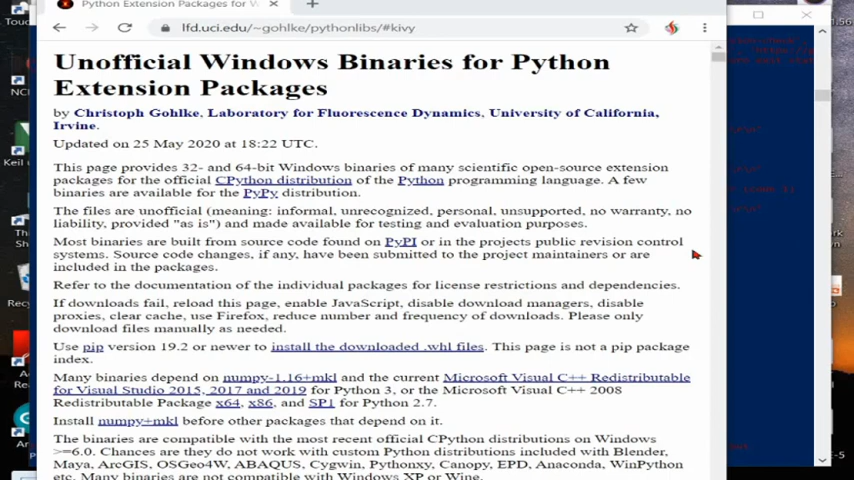 Python Extension Packages for W
lfd.uci.edu/~gohlke/pythonlibs/#kivy
Unofficial Windows Binaries for Python
Extension Packages
by Christoph Gohlke, Laboratory for Fluorescence Dynamics, University of California,
Irvine.
Updated on 25 May 2020 at 18:22 UTC.
This page provides 32- and 64-bit Windows binaries of many scientific open-source extension
packages for the official CPython distribution of the Python programming language. A few
binaries are available for the PyPy distribution.
The files are unofficial (meaning: informal, unrecognized, personal, unsupported, no warranty, no
liability, provided "as is") and made available for testing and evaluation purposes.
Most binaries are built from source code found on PyPI or in the projects public revision control
systems. Source code changes, if any, have been submitted to the project maintainers or are
included in the packages.
Refer to the documentation of the individual packages for license restrictions and dependencies.
If downloads fail, reload this page, enable JavaScript, disable download managers, disable
proxies, clear cache, use Firefox, reduce number and frequency of downloads. Please only
download files manually as needed.
Use pip version 19.2 or newer to install the downloaded .whl files. This page is not a pip package
index.
Many binaries depend on numpy-1.16+mkl and the current Microsoft Visual C++ Redistributable
for Visual Studio 2015, 2017 and 2019 for Python 3, or the Microsoft Visual C++ 2008
Redistributable Package x64, x86, and SP1 for Python 2.7.
Install numpy+mkl before other packages that depend on it.
The binaries are compatible with the most recent official CPython distributions on Windows
>=6.0. Chances are they do not work with custom Python distributions included with Blender,
Maya, ArcGIS, OSGeo4W, ABAQUS, Cygwin, Pythonxy, Canopy, EPD, Anaconda, WinPython
etc. Many binaries are not compatible with Windows XP or Wine.